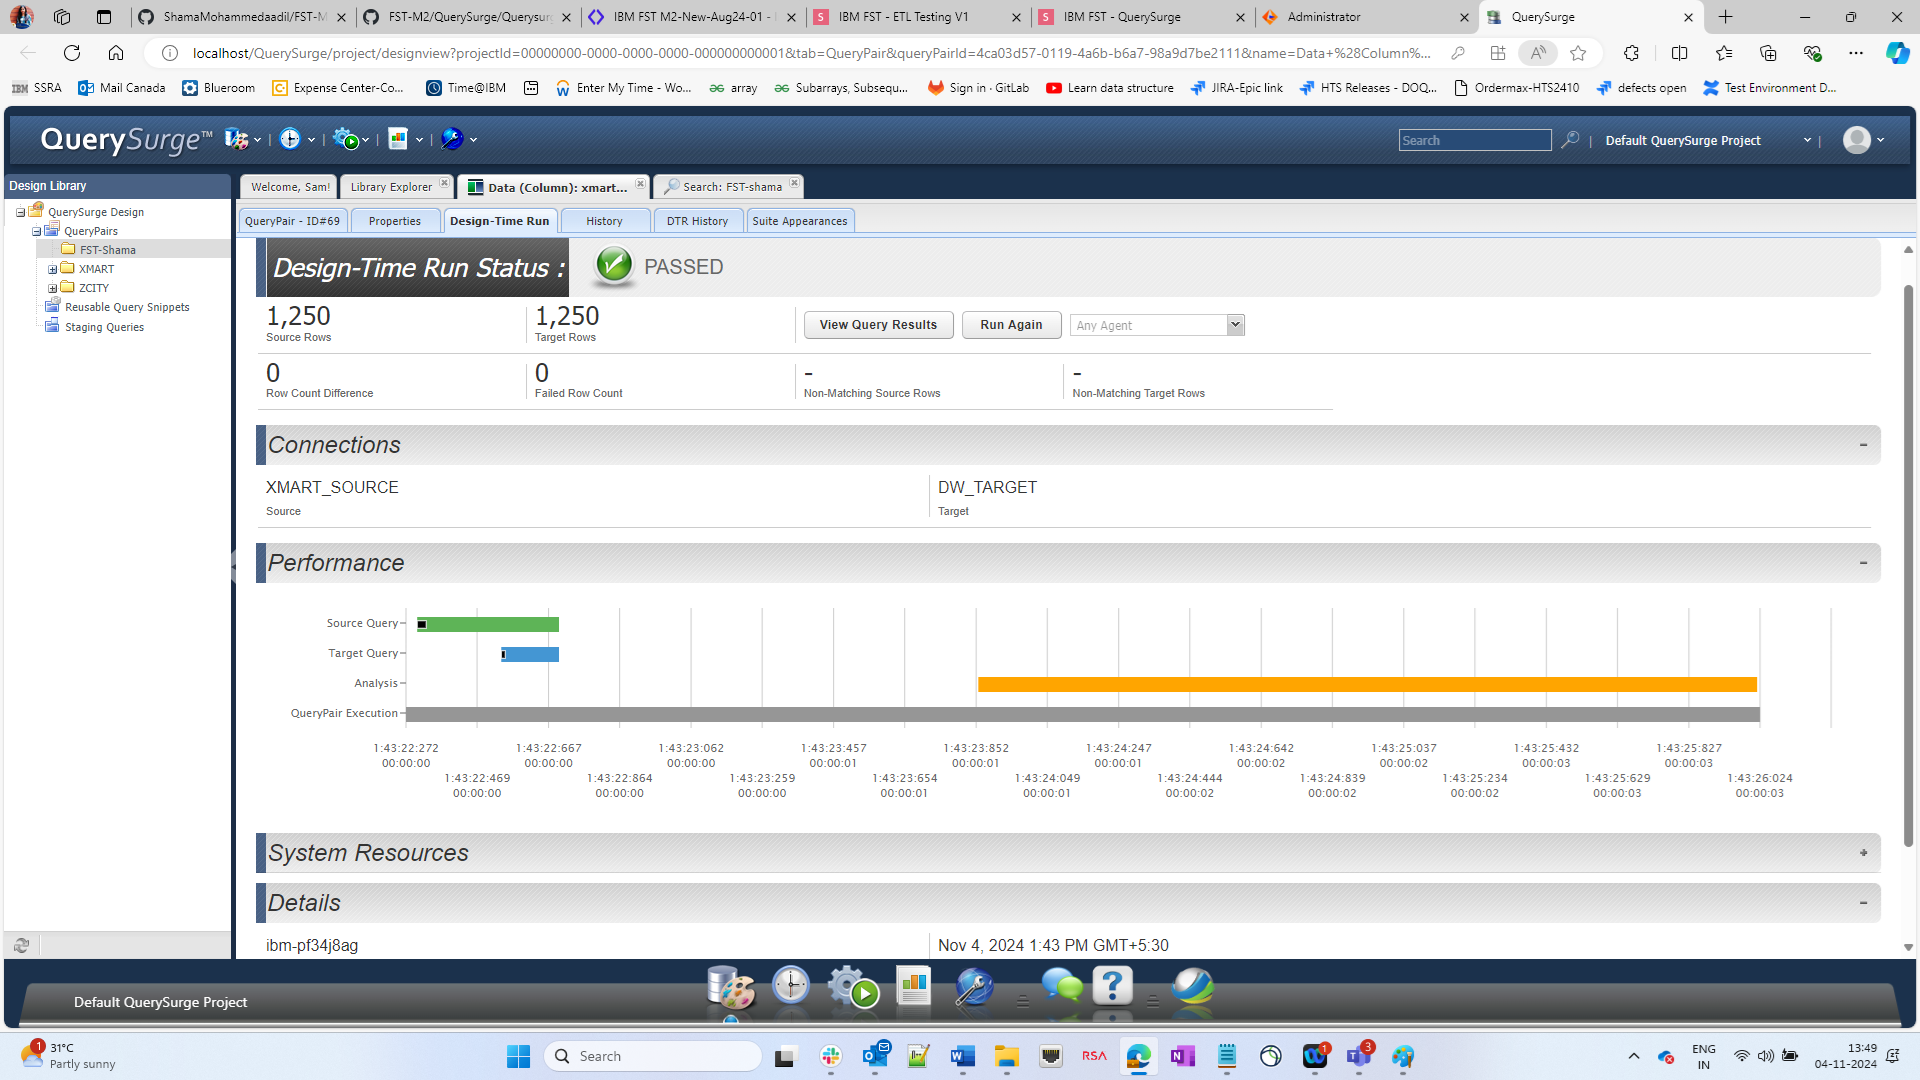 ShamaMohammedaadil/FST-M
FST-M2/QuerySurge/Querysurg
IBM FST M2-New-Aug24-01 -
IBM FST - ETL Testing V1
IBM FST - QuerySurge
Administrator
QuerySurge
localhost/QuerySurge/project/designview?projectId=00000000-0000-0000-0000-000000000001&tab=QueryPair&queryPairId=4ca03d57-0119-4a6b-b6a7-98a9d7be2111&name=Data+%28Column%...
SSRA
Mail Canada
Blueroom
Expense Center-Co...
Time@IBM
Enter My Time - Wo...
array
Subarrays, Subsequ...
Sign in · GitLab
Learn data structure
JIRA-Epic link
HTS Releases - DOQ...
Ordermax-HTS2410
defects open
Test Environment D...
QuerySurge™
Search
Default QuerySurge Project
Design Library
Welcome, Sam!
Library Explorer
Data (Column): xmart...
Search: FST-shama
QuerySurge Design
QueryPairs
FST-Shama
XMART
ZCITY
Reusable Query Snippets
Staging Queries
QueryPair - ID#69
Properties
Design-Time Run
History
DTR History
Suite Appearances
Design-Time Run Status :
PASSED
1,250
Source Rows
1,250
Target Rows
View Query Results
Run Again
Any Agent
0
Row Count Difference
0
Failed Row Count
-
Non-Matching Source Rows
-
Non-Matching Target Rows
Connections
XMART_SOURCE
Source
DW_TARGET
Target
Performance
Source Query
Target Query
Analysis
QueryPair Execution
1:43:22:272 1:43:22:667 1:43:23:062 1:43:23:457 1:43:23:852 1:43:24:247 1:43:24:642 1:43:25:037 1:43:25:432 1:43:25:827
00:00:00 00:00:00 00:00:00 00:00:01 00:00:01 00:00:01 00:00:02 00:00:02 00:00:03 00:00:03
1:43:22:469 1:43:22:864 1:43:23:259 1:43:23:654 1:43:24:049 1:43:24:444 1:43:24:839 1:43:25:234 1:43:25:629 1:43:26:024
00:00:00 00:00:00 00:00:00 00:00:01 00:00:01 00:00:02 00:00:02 00:00:02 00:00:03 00:00:03
System Resources
Details
ibm-pf34j8ag
Nov 4, 2024 1:43 PM GMT+5:30
Default QuerySurge Project
1
31°C
Partly sunny
Search
RSA
1
3
ENG
IN
13:49
04-11-2024